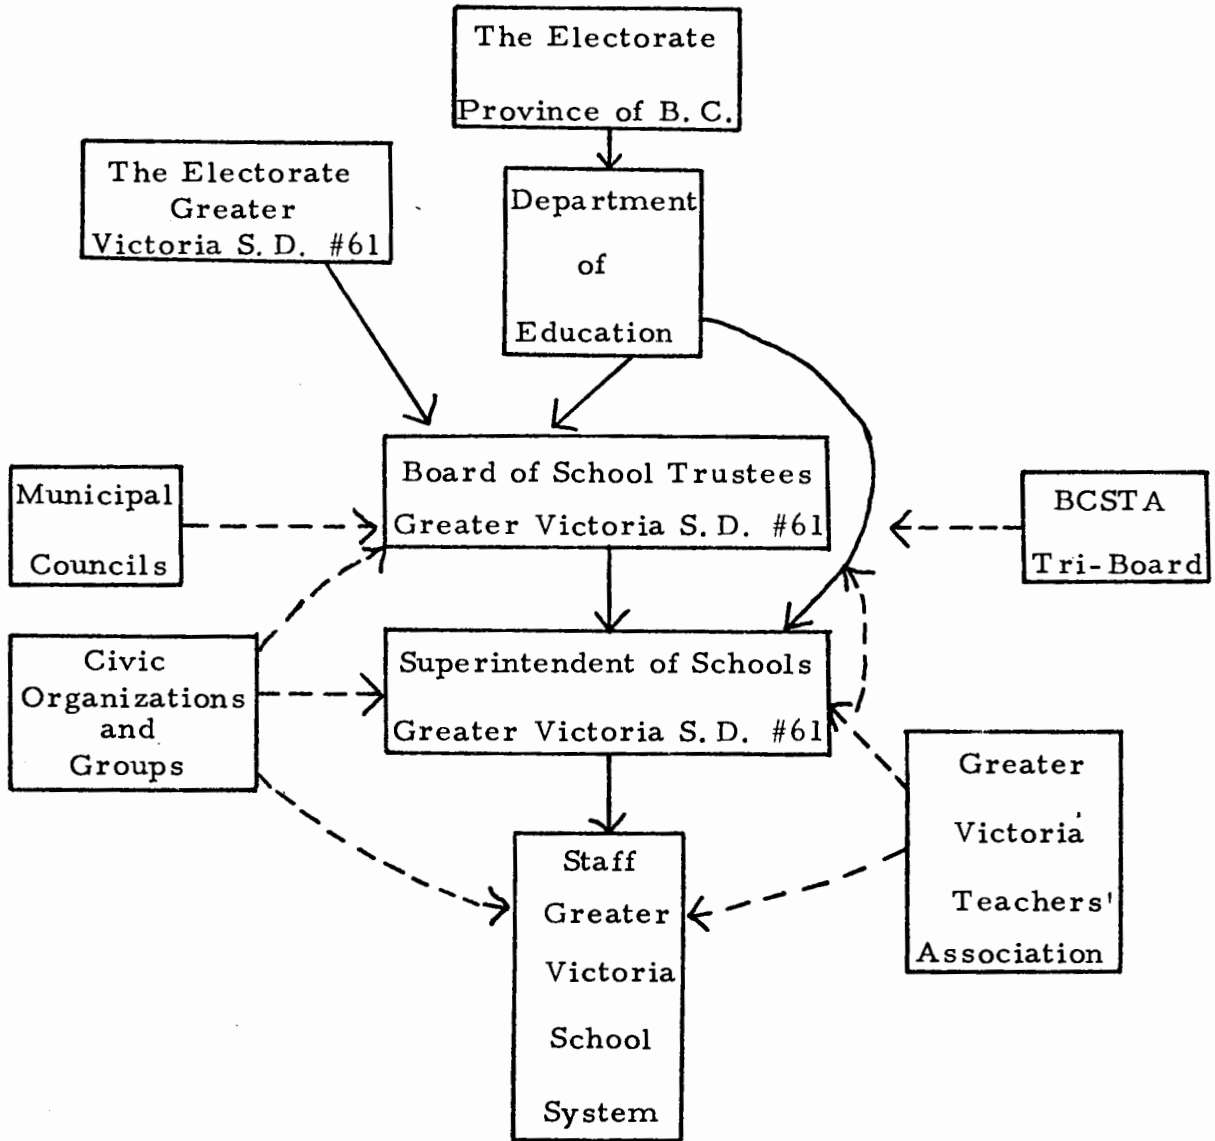 The Electorate
Province of B. C.
The Electorate
Greater
Victoria S. D. #61
Department
of
Education
Board of School Trustees
Greater Victoria S. D. #61
Municipal
Councils
BCSTA
Tri-Board
Civic
Organizations
and
Groups
Superintendent of Schools
Greater Victoria S. D. #61
Greater
Victoria
Teachers'
Association
Staff
Greater
Victoria
School
System